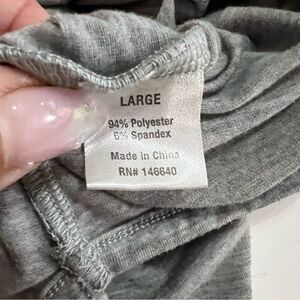 LARGE
94% Polyester
6% Spandex
Made in China
RN# 146640